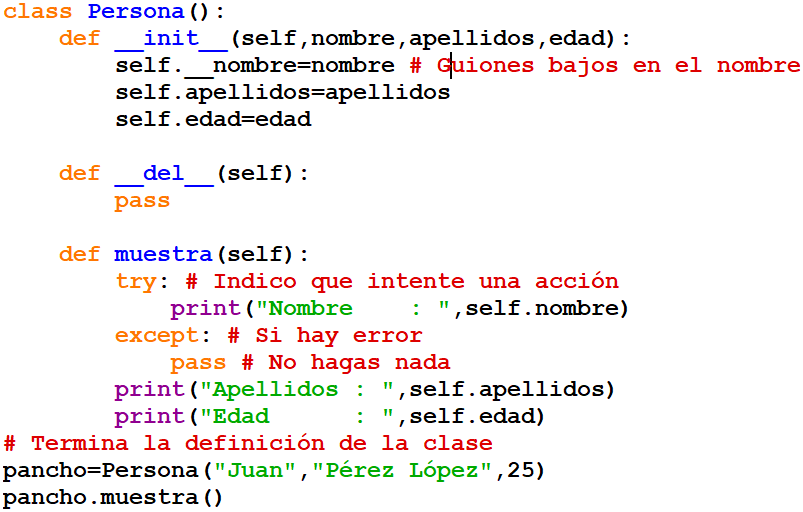 class Persona():
    def __init__(self,nombre,apellidos,edad):
        self.__nombre=nombre # Guiones bajos en el nombre
        self.apellidos=apellidos
        self.edad=edad

    def __del__(self):
        pass

    def muestra(self):
        try: # Indico que intente una acción
            print("Nombre    : ",self.nombre)
        except: # Si hay error
            pass # No hagas nada
        print("Apellidos : ",self.apellidos)
        print("Edad      : ",self.edad)
# Termina la definición de la clase
pancho=Persona("Juan","Pérez López",25)
pancho.muestra()